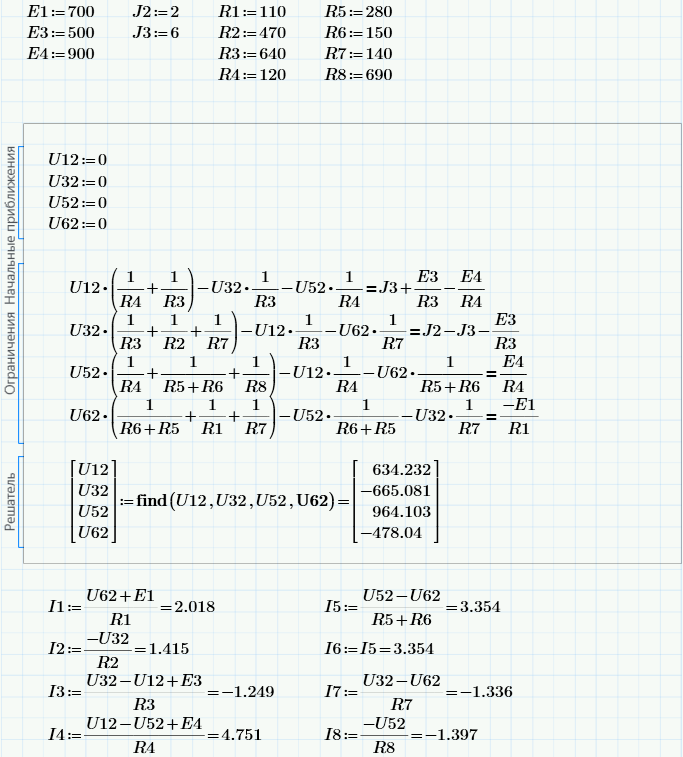 E1:=700 J2:=2 R1:=110 R5:=280
E3:=500 J3:=6 R2:=470 R6:=150
E4:=900 R3:=640 R7:=140
R4:=120 R8:=690
Начальные приближения
U12:=0
U32:=0
U52:=0
U62:=0
Ограничения
U12·(1/R4+1/R3)−U32·1/R3−U52·1/R4=J3+E3/R3−E4/R4
U32·(1/R3+1/R2+1/R7)−U12·1/R3−U62·1/R7=J2−J3−E3/R3
U52·(1/R4+1/(R5+R6)+1/R8)−U12·1/R4−U62·1/(R5+R6)=E4/R4
U62·(1/(R6+R5)+1/R1+1/R7)−U52·1/(R6+R5)−U32·1/R7=−E1/R1
Решатель
[U12 U32 U52 U62]:=find(U12,U32,U52,U62)=[634.232 −665.081 964.103 −478.04]
I1:=(U62+E1)/R1=2.018 I5:=(U52−U62)/(R5+R6)=3.354
I2:=−U32/R2=1.415 I6:=I5=3.354
I3:=(U32−U12+E3)/R3=−1.249 I7:=(U32−U62)/R7=−1.336
I4:=(U12−U52+E4)/R4=4.751 I8:=−U52/R8=−1.397